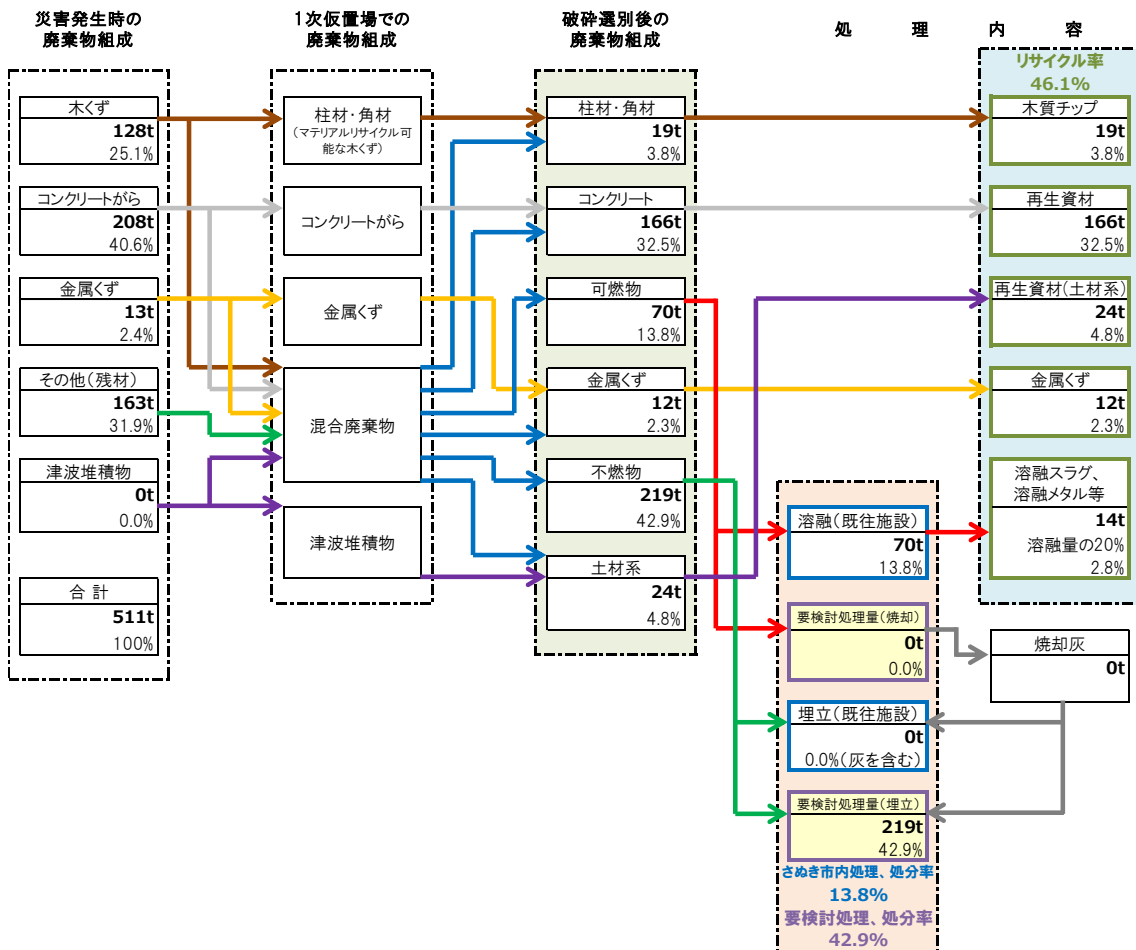 災害発生時の
廃棄物組成
1次仮置場での
廃棄物組成
破砕選別後の
廃棄物組成
処 理 内 容
木くず
128t
25.1%
コンクリートがら
208t
40.6%
金属くず
13t
2.4%
その他(残材)
163t
31.9%
津波堆積物
0t
0.0%
合 計
511t
100%
柱材・角材
(マテリアルリサイクル可
能な木くず)
コンクリートがら
金属くず
混合廃棄物
津波堆積物
柱材・角材
19t
3.8%
コンクリート
166t
32.5%
可燃物
70t
13.8%
金属くず
12t
2.3%
不燃物
219t
42.9%
土材系
24t
4.8%
溶融(既往施設)
70t
13.8%
要検討処理量(焼却)
0t
0.0%
埋立(既往施設)
0t
0.0%(灰を含む)
要検討処理量(埋立)
219t
42.9%
さぬき市内処理、処分率
13.8%
要検討処理、処分率
42.9%
リサイクル率
46.1%
木質チップ
19t
3.8%
再生資材
166t
32.5%
再生資材(土材系)
24t
4.8%
金属くず
12t
2.3%
溶融スラグ、
溶融メタル等
14t
溶融量の20%
2.8%
焼却灰
0t